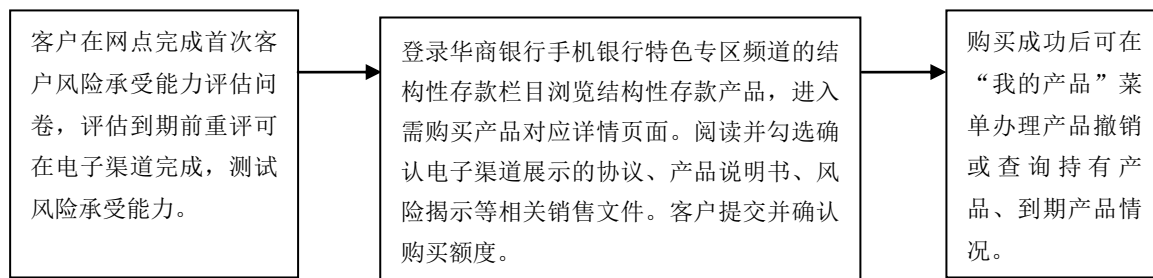 客户在网点完成首次客
户风险承受能力评估问
卷，评估到期前重评可
在电子渠道完成，测试
风险承受能力。
登录华商银行手机银行特色专区频道的结
构性存款栏目浏览结构性存款产品，进入
需购买产品对应详情页面。阅读并勾选确
认电子渠道展示的协议、产品说明书、风
险揭示等相关销售文件。客户提交并确认
购买额度。
购买成功后可在
“我的产品”菜
单办理产品撤销
或查询持有产
品、到期产品情
况。